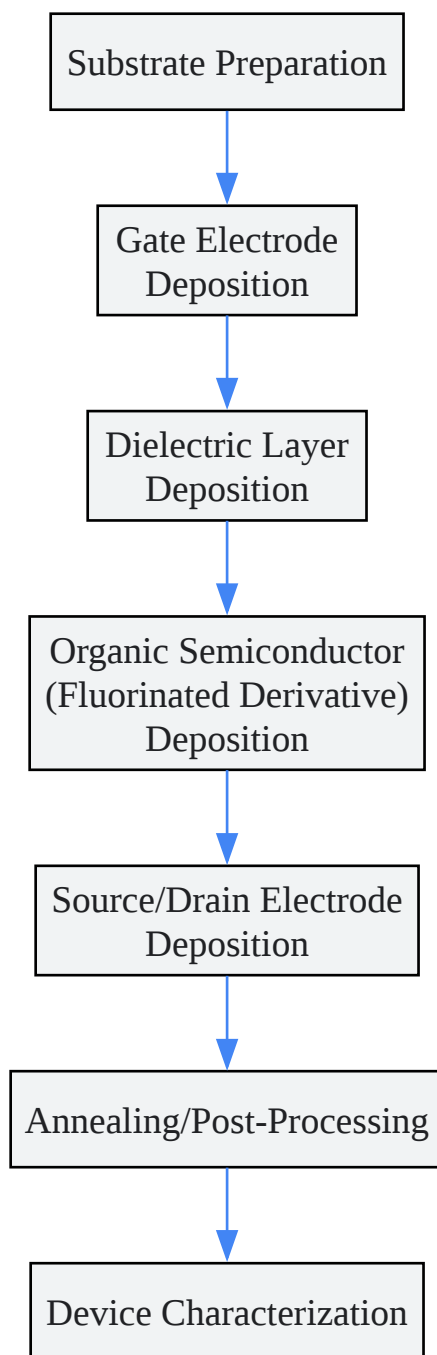 Substrate Preparation
Gate Electrode
Deposition
Dielectric Layer
Deposition
Organic Semiconductor
(Fluorinated Derivative)
Deposition
Source/Drain Electrode
Deposition
Annealing/Post-Processing
Device Characterization